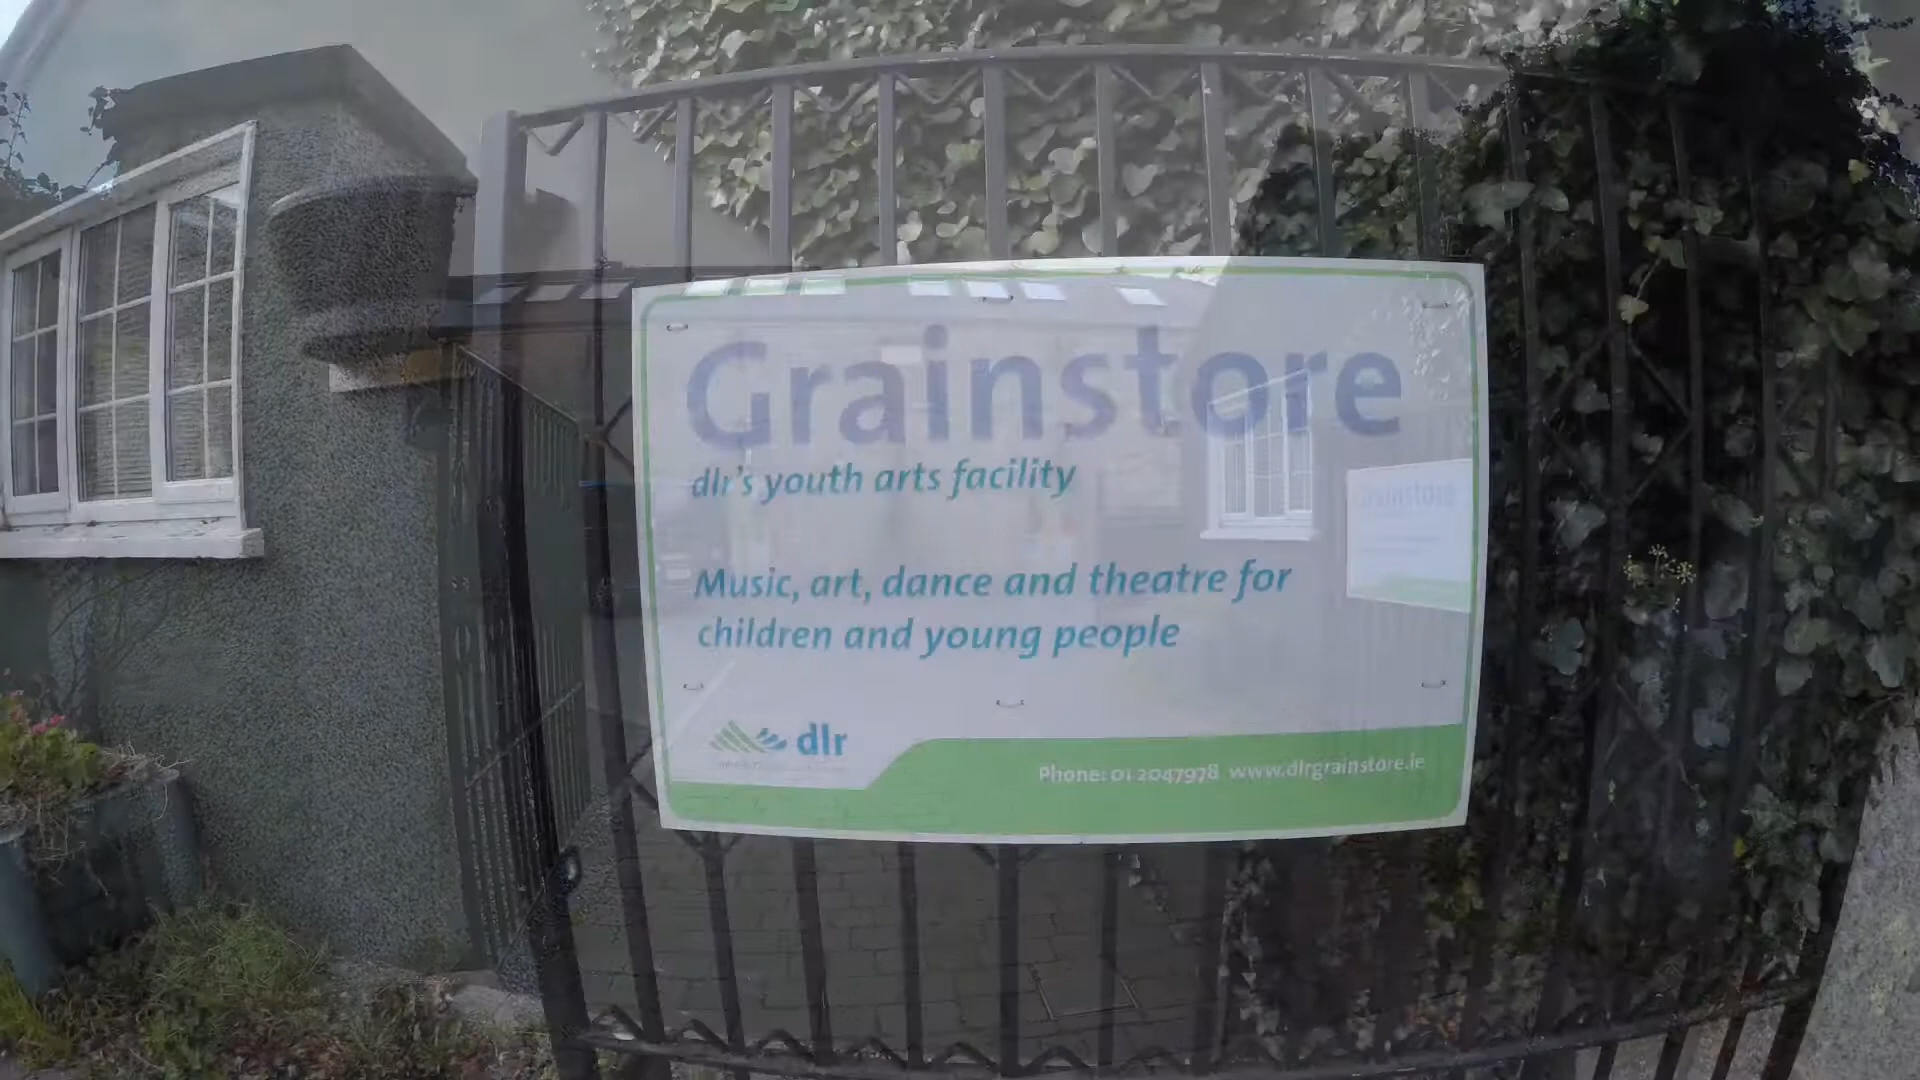 Grainstore
dlr's youth arts facility
Music, art, dance and theatre for
children and young people
dlr
Phone: 01 2047978 www.dlrgrainstore.ie